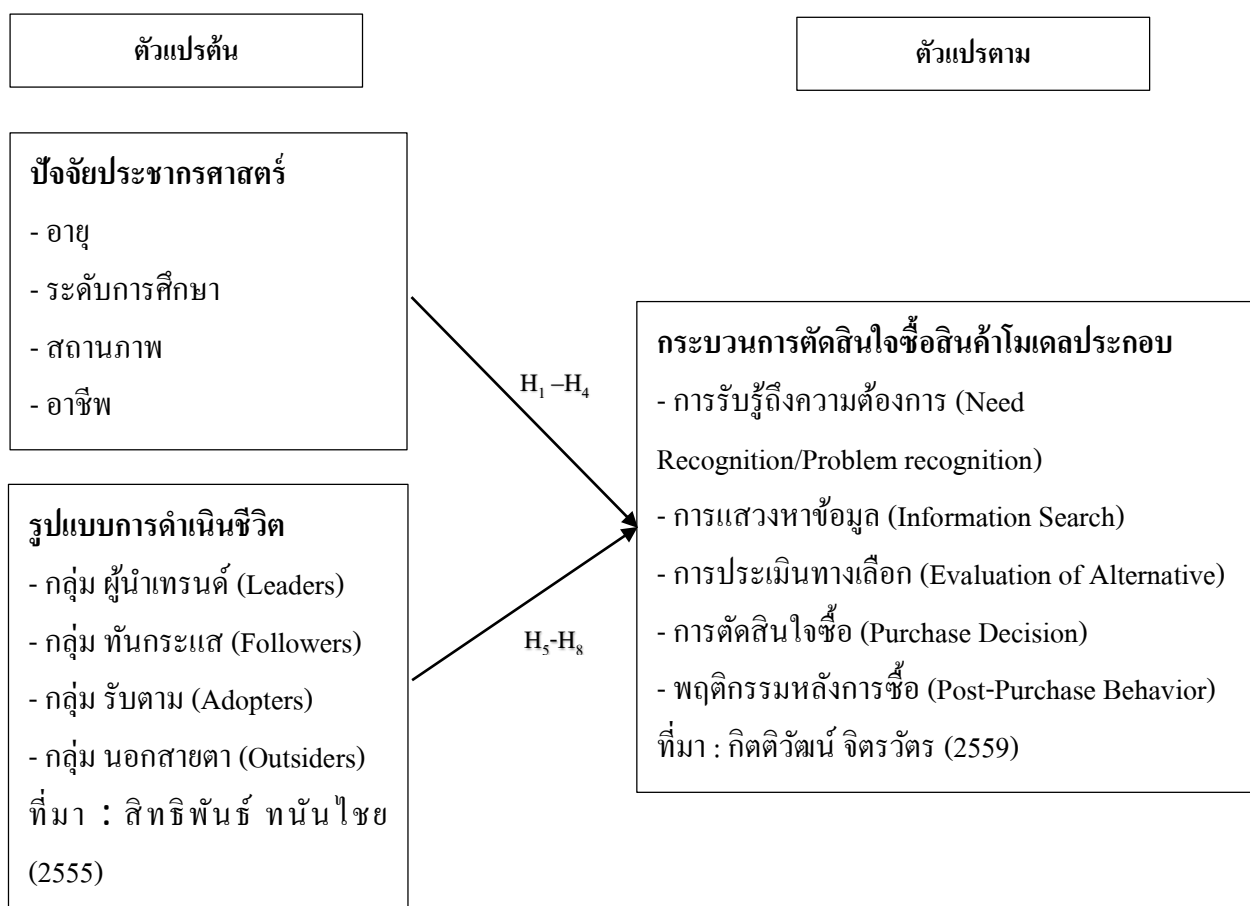 ตัวแปรต้น
ตัวแปรตาม
ปัจจัยประชากรศาสตร์
- อายุ
- ระดับการศึกษา
- สถานภาพ
- อาชีพ
H₁ –H₄
รูปแบบการดำเนินชีวิต
- กลุ่ม ผู้นำเทรนด์ (Leaders)
- กลุ่ม ทันกระแส (Followers)
- กลุ่ม รับตาม (Adopters)
- กลุ่ม นอกสายตา (Outsiders)
ที่มา : สิทธิพันธ์ ทนันไชย
(2555)
H₅-H₈
กระบวนการตัดสินใจซื้อสินค้าโมเดลประกอบ
- การรับรู้ถึงความต้องการ (Need
Recognition/Problem recognition)
- การแสวงหาข้อมูล (Information Search)
- การประเมินทางเลือก (Evaluation of Alternative)
- การตัดสินใจซื้อ (Purchase Decision)
- พฤติกรรมหลังการซื้อ (Post-Purchase Behavior)
ที่มา : กิตติวัฒน์ จิตรวัตร (2559)